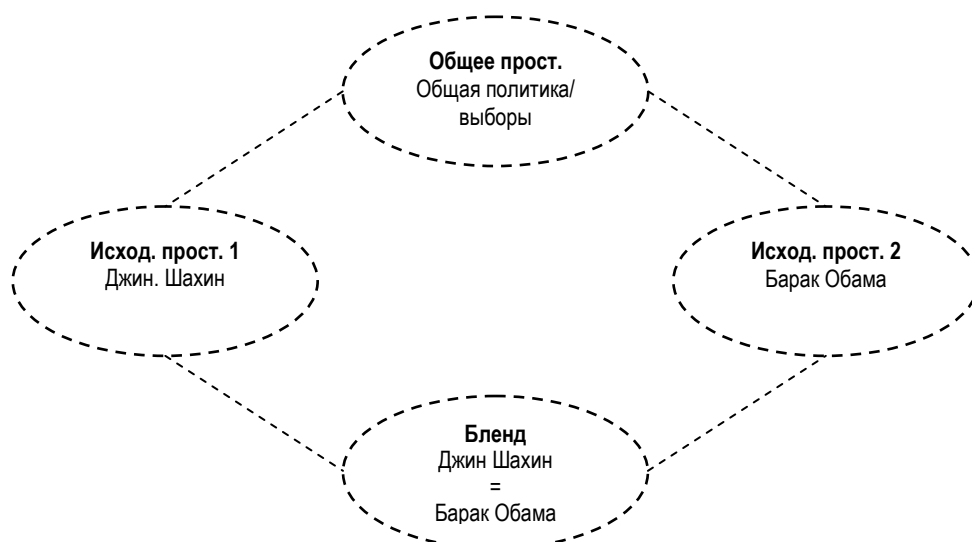 Общее прост.
Общая политика/
выборы
Исход. прост. 1
Джин. Шахин
Исход. прост. 2
Барак Обама
Бленд
Джин Шахин
=
Барак Обама